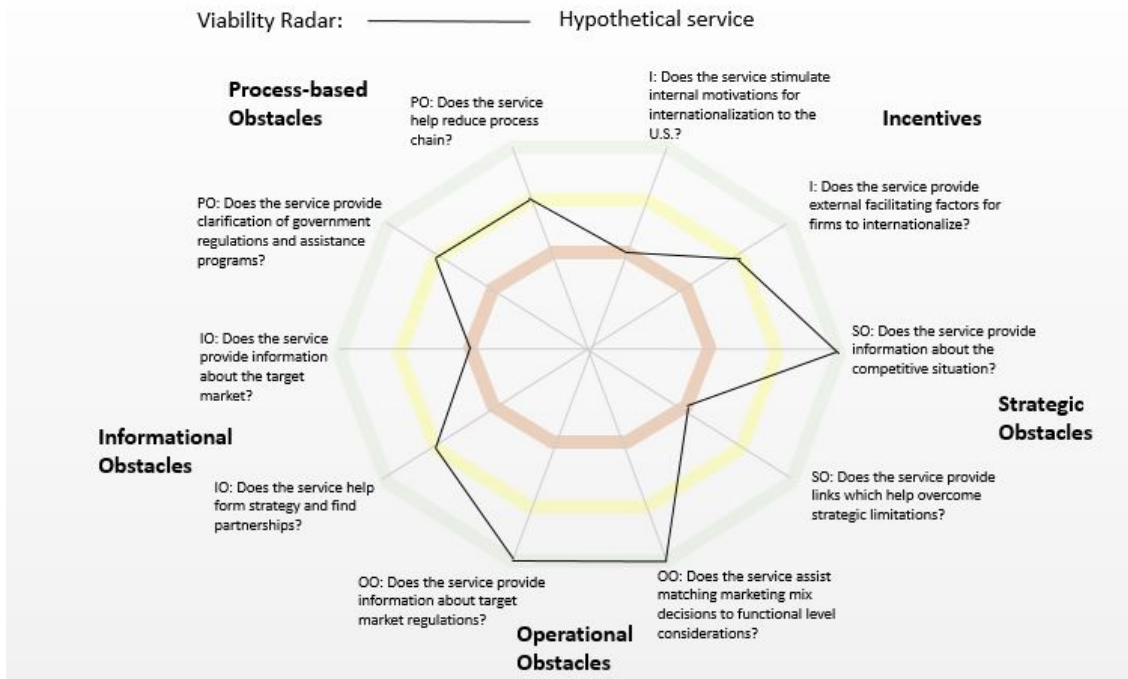 Viability Radar:
Hypothetical service
Process-based
Obstacles
PO: Does the service
help reduce process
chain?
I: Does the service stimulate
internal motivations for
internationalization to the
U.S.?
Incentives
PO: Does the service provide
clarification of government
regulations and assistance
programs?
I: Does the service provide
external facilitating factors for
firms to internationalize?
IO: Does the service
provide information
about the target
market?
SO: Does the service provide
information about the
competitive situation?
Strategic
Obstacles
Informational
Obstacles
IO: Does the service help
form strategy and find
partnerships?
SO: Does the service provide
links which help overcome
strategic limitations?
OO: Does the service provide
information about target
market regulations?
OO: Does the service assist
matching marketing mix
decisions to functional level
considerations?
Operational
Obstacles